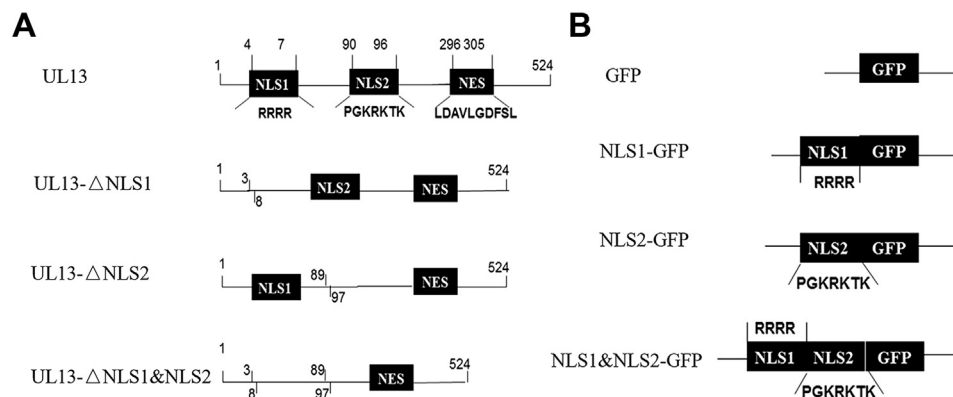 A
UL13
1 4 7 90 96 296 305 524
NLS1 NLS2 NES
RRRR PGKRKTK LDAVLGDFSL
UL13-△NLS1
1 3 8 NLS2 NES 524
UL13-△NLS2
1 NLS1 89 97 NES 524
UL13-△NLS1&NLS2
1 3 8 89 97 NES 524
B
GFP
GFP
NLS1-GFP
NLS1 GFP
RRRR
NLS2-GFP
NLS2 GFP
PGKRKTK
NLS1&NLS2-GFP
RRRR
NLS1 NLS2 GFP
PGKRKTK